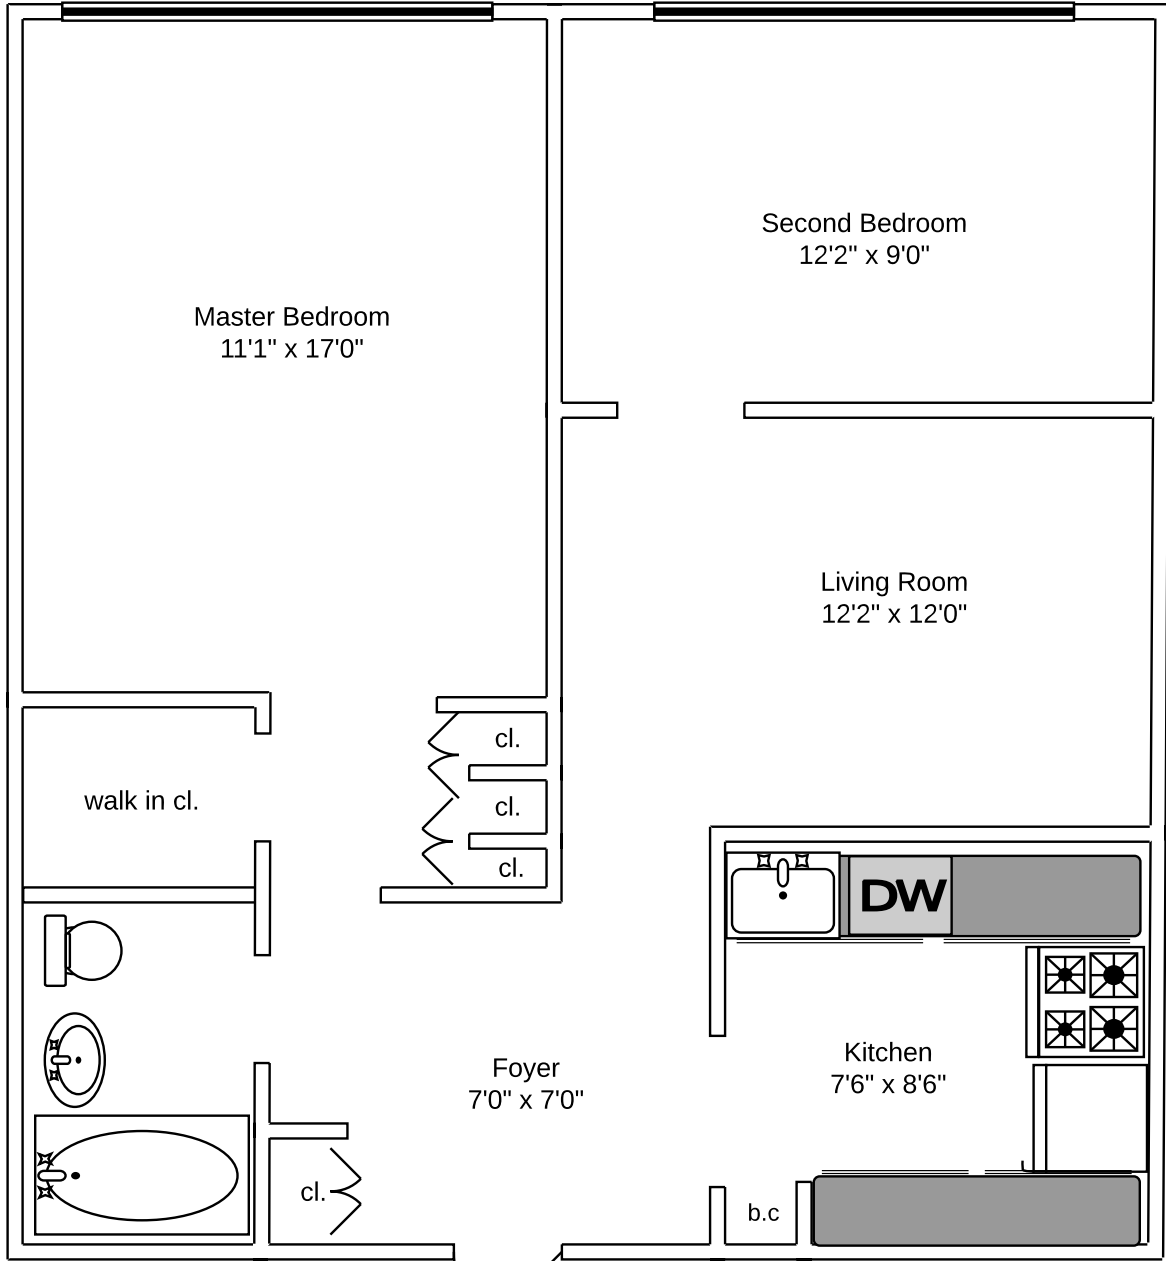 Second Bedroom
12'2" x 9'0"
Master Bedroom
11'1" x 17'0"
Living Room
12'2" x 12'0"
cl.
walk in cl.
cl.
cl.
DW
Foyer
7'0" x 7'0"
Kitchen
7'6" x 8'6"
cl.
b.c